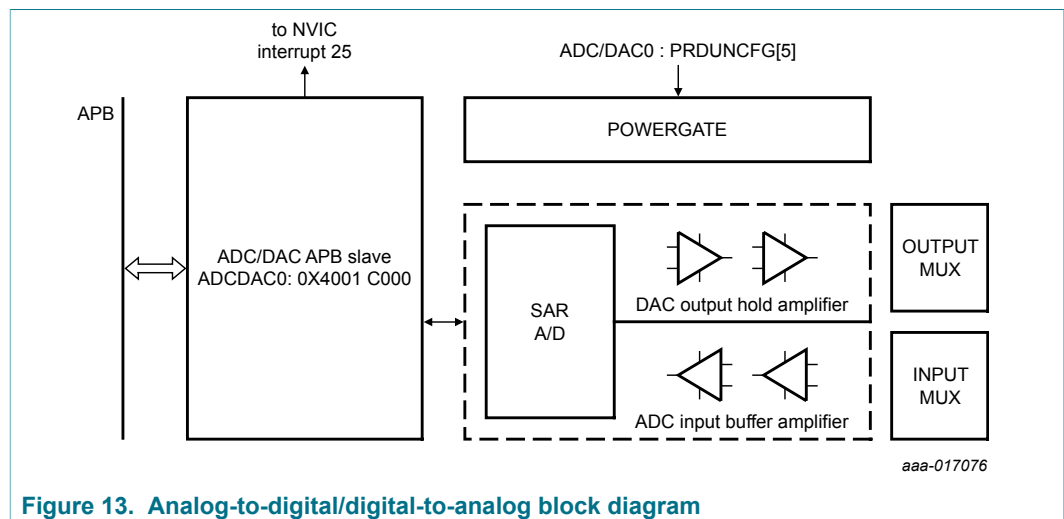 to NVIC
interrupt 25
ADC/DAC0 : PRDUNCFG[5]
APB
POWERGATE
ADC/DAC APB slave
ADCDAC0: 0X4001 C000
SAR
A/D
DAC output hold amplifier
OUTPUT
MUX
ADC input buffer amplifier
INPUT
MUX
aaa-017076
Figure 13. Analog-to-digital/digital-to-analog block diagram